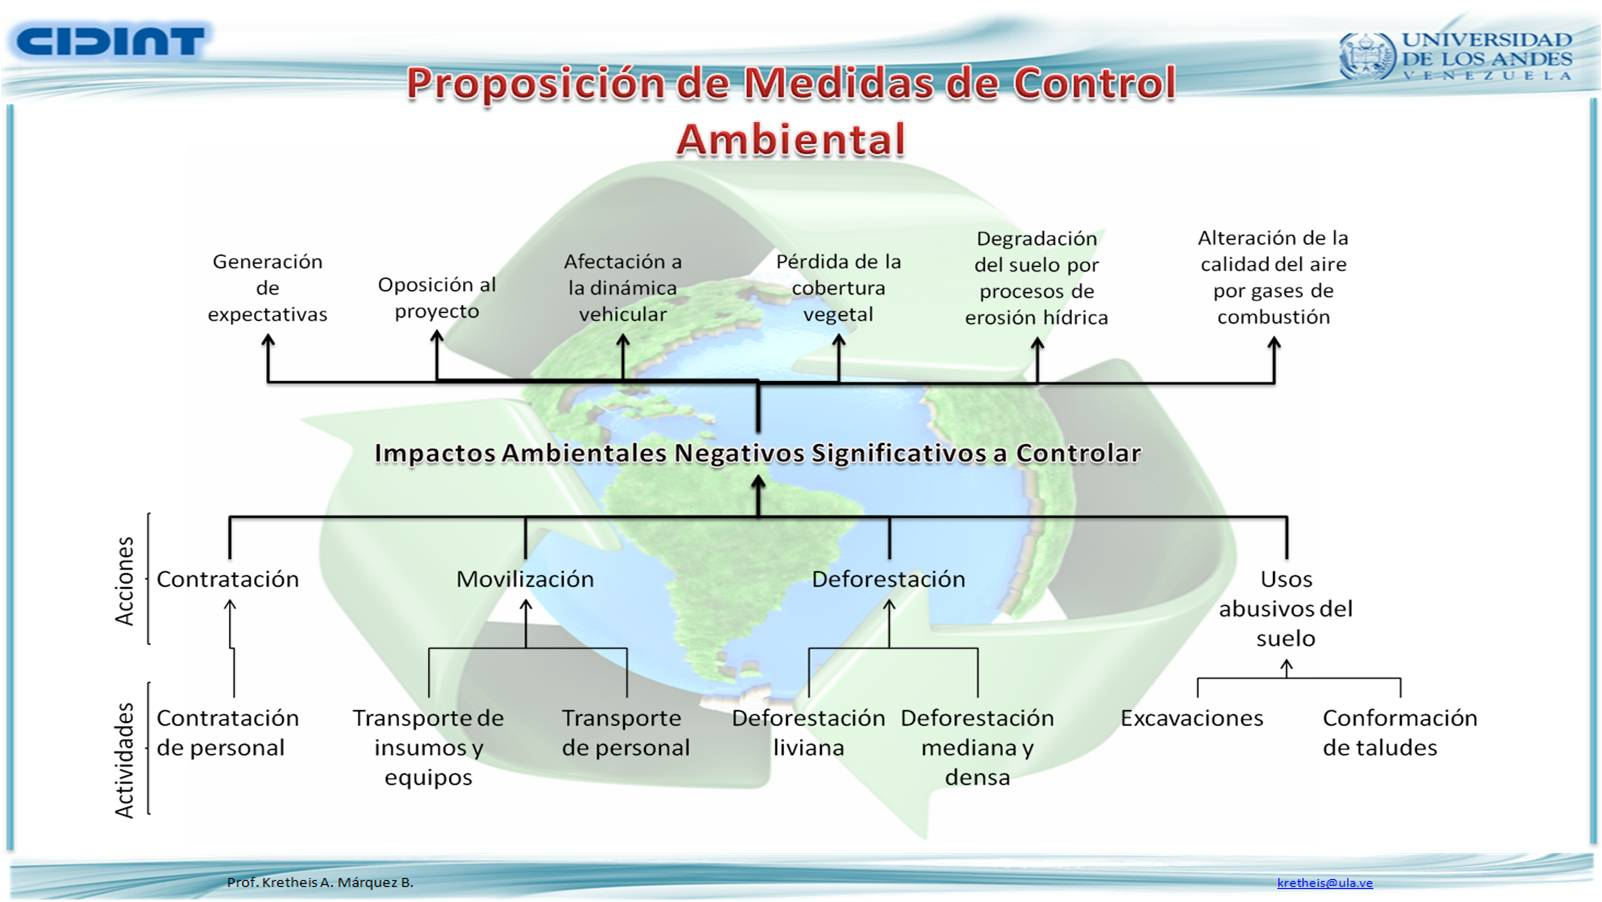 CIDINT
UNIVERSIDAD
DE LOS ANDES
VENEZUELA
Proposición de Medidas de Control
Ambiental
Generación
de
expectativas
Oposición al
proyecto
Afectación a
la dinámica
vehicular
Pérdida de la
cobertura
vegetal
Degradación
del suelo por
procesos de
erosión hídrica
Alteración de la
calidad del aire
por gases de
combustión
Impactos Ambientales Negativos Significativos a Controlar
Acciones
Contratación
Movilización
Deforestación
Usos
abusivos del
suelo
Actividades
Contratación
de personal
Transporte de
insumos y
equipos
Transporte
de personal
Deforestación
liviana
Deforestación
mediana y
densa
Excavaciones
Conformación
de taludes
Prof. Kretheis A. Márquez B.
kretheis@ula.ve